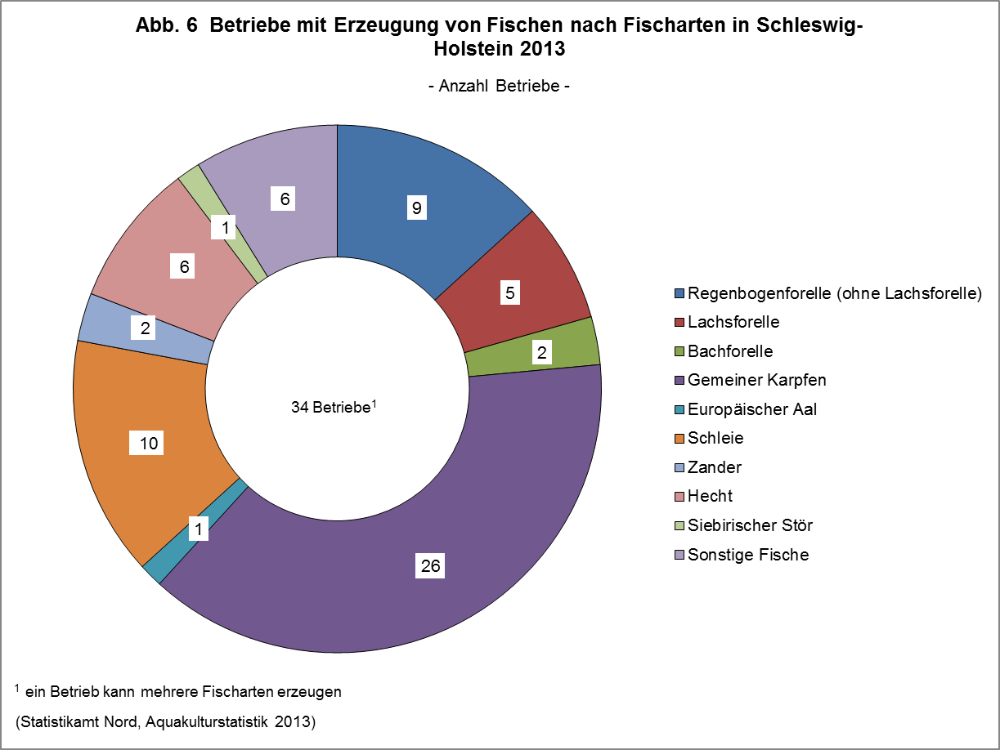 Abb. 6  Betriebe mit Erzeugung von Fischen nach Fischarten in Schleswig-
Holstein 2013
- Anzahl Betriebe -
9
5
2
26
1
10
2
6
1
6
34 Betriebe¹
Regenbogenforelle (ohne Lachsforelle)
Lachsforelle
Bachforelle
Gemeiner Karpfen
Europäischer Aal
Schleie
Zander
Hecht
Siebirischer Stör
Sonstige Fische
¹ ein Betrieb kann mehrere Fischarten erzeugen
(Statistikamt Nord, Aquakulturstatistik 2013)